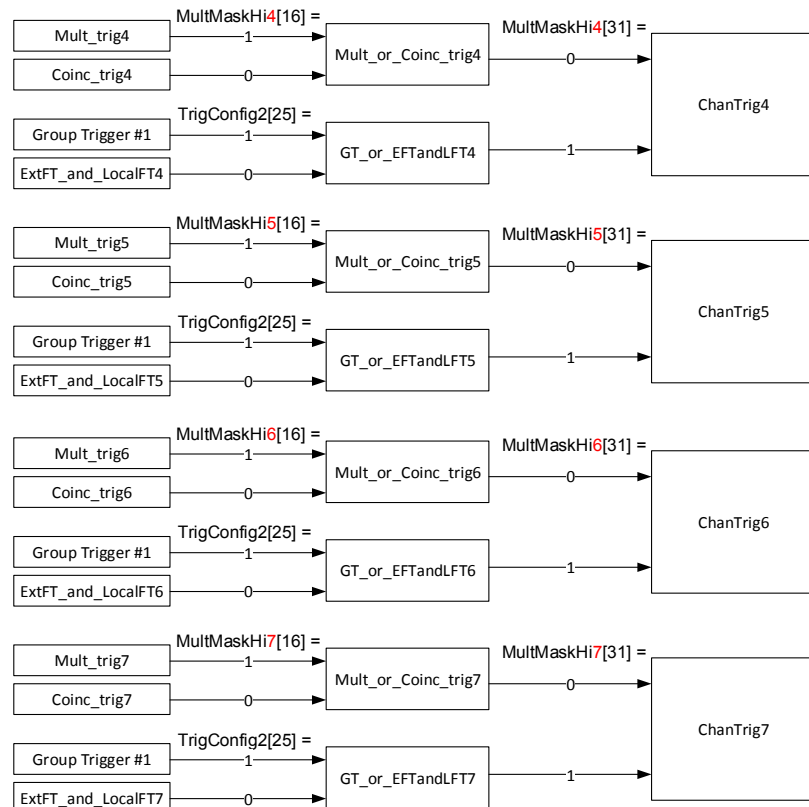 MultMaskHi4[16] =
MultMaskHi4[31] =
Mult_trig4
1
Mult_or_Coinc_trig4
0
Coinc_trig4
0
ChanTrig4
TrigConfig2[25] =
Group Trigger #1
1
GT_or_EFTandLFT4
1
ExtFT_and_LocalFT4
0
MultMaskHi5[16] =
MultMaskHi5[31] =
Mult_trig5
1
Mult_or_Coinc_trig5
0
Coinc_trig5
0
ChanTrig5
TrigConfig2[25] =
Group Trigger #1
1
GT_or_EFTandLFT5
1
ExtFT_and_LocalFT5
0
MultMaskHi6[16] =
MultMaskHi6[31] =
Mult_trig6
1
Mult_or_Coinc_trig6
0
Coinc_trig6
0
ChanTrig6
TrigConfig2[25] =
Group Trigger #1
1
GT_or_EFTandLFT6
1
ExtFT_and_LocalFT6
0
MultMaskHi7[16] =
MultMaskHi7[31] =
Mult_trig7
1
Mult_or_Coinc_trig7
0
Coinc_trig7
0
ChanTrig7
TrigConfig2[25] =
Group Trigger #1
1
GT_or_EFTandLFT7
1
ExtFT_and_LocalFT7
0